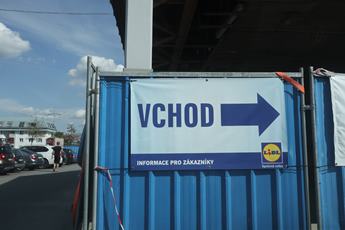 VCHOD
INFORMACE PRO ZÁKAZNÍKY
LIDL